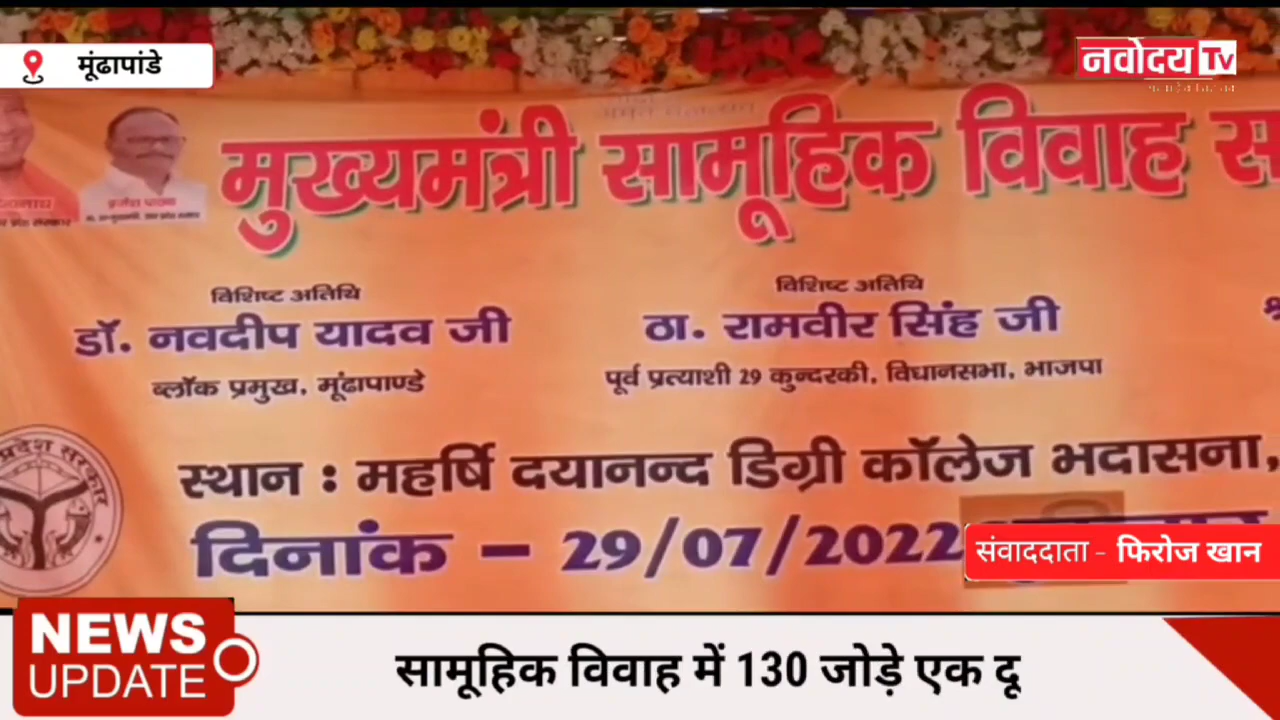 मूंढापांडे
नवोदय Tv
मुख्यमंत्री सामूहिक विवाह स
विशिष्ट अतिथि
डॉ. नवदीप यादव जी
ब्लॉक प्रमुख, मूंढापाण्डे
विशिष्ट अतिथि
ठा. रामवीर सिंह जी
पूर्व प्रत्याशी 29 कुन्दरकी, विधानसभा, भाजपा
स्थान : महर्षि दयानन्द डिग्री कॉलेज भदासना,
दिनांक - 29/07/2022
संवाददाता - फिरोज खान
NEWS
UPDATE
सामूहिक विवाह में 130 जोड़े एक दू